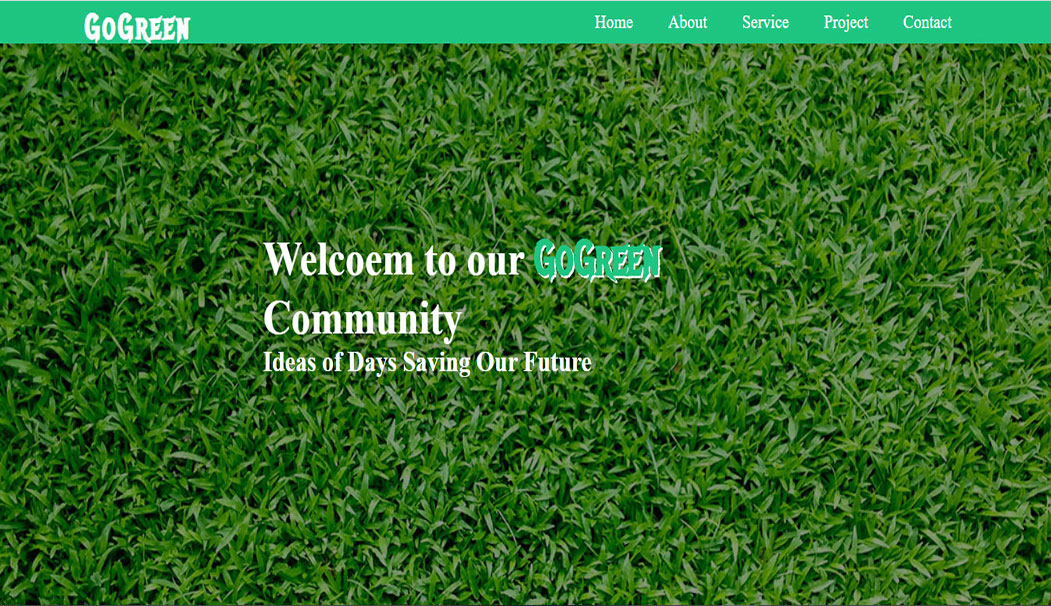 GoGreen
Home About Service Project Contact
Welcoem to our GoGreen
Community
Ideas of Days Saving Our Future